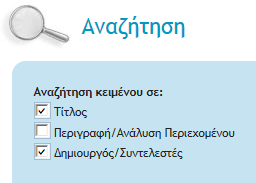 Αναζήτηση
Αναζήτηση κειμένου σε:
Τίτλος
Περιγραφή/Ανάλυση Περιεχομένου
Δημιουργός/Συντελεστές